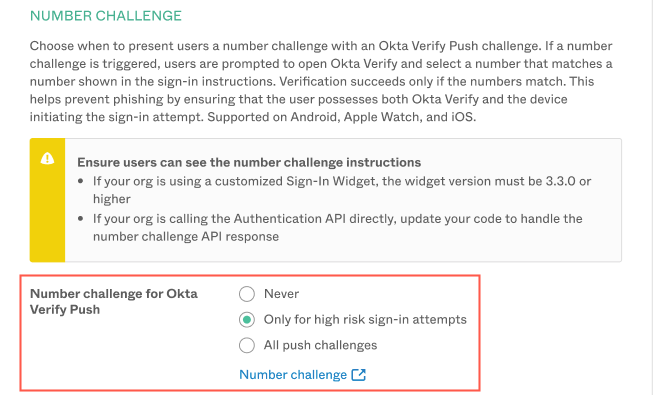 NUMBER CHALLENGE
Choose when to present users a number challenge with an Okta Verify Push challenge. If a number
challenge is triggered, users are prompted to open Okta Verify and select a number that matches a
number shown in the sign-in instructions. Verification succeeds only if the numbers match. This
helps prevent phishing by ensuring that the user possesses both Okta Verify and the device
initiating the sign-in attempt. Supported on Android, Apple Watch, and iOS.
Ensure users can see the number challenge instructions
• If your org is using a customized Sign-In Widget, the widget version must be 3.3.0 or
higher
• If your org is calling the Authentication API directly, update your code to handle the
number challenge API response
Number challenge for Okta
Verify Push
Never
Only for high risk sign-in attempts
All push challenges
Number challenge